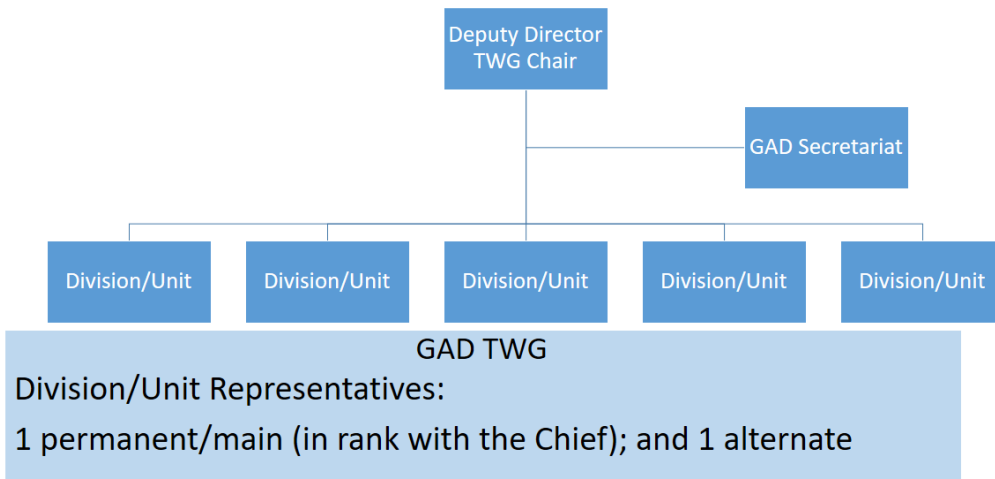 Deputy Director
TWG Chair
GAD Secretariat
Division/Unit
Division/Unit
Division/Unit
Division/Unit
Division/Unit
GAD TWG
Division/Unit Representatives:
1 permanent/main (in rank with the Chief); and 1 alternate